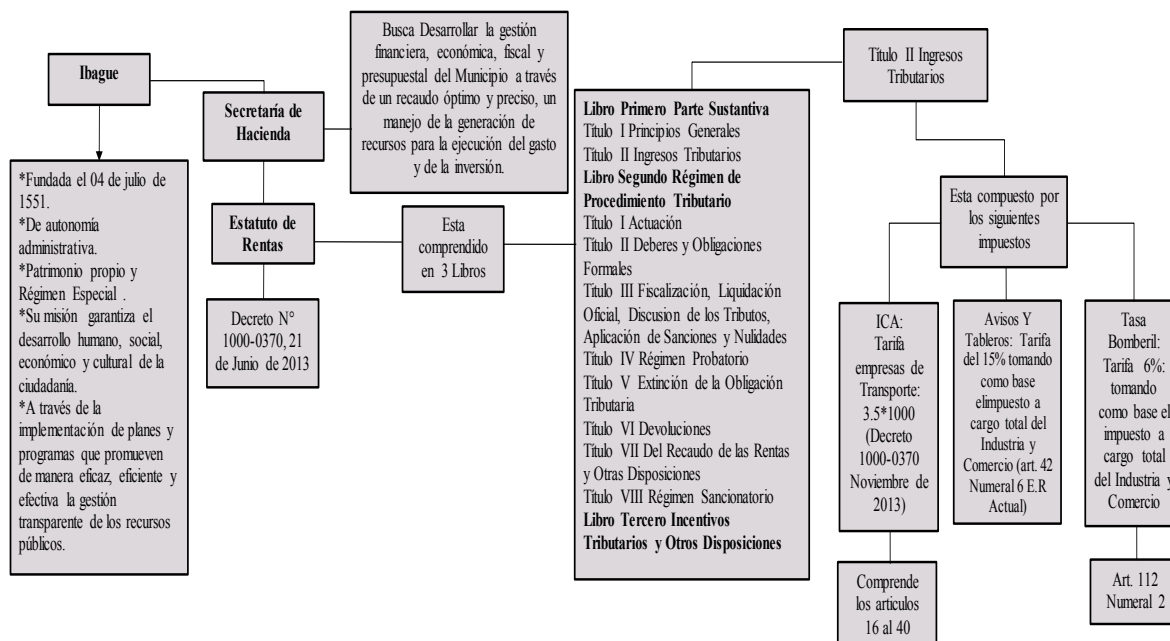 Ibague
*Fundada el 04 de julio de
1551.
*De autonomía
administrativa.
*Patrimonio propio y
Régimen Especial .
*Su misión garantiza el
desarrollo humano, social,
económico y cultural de la
ciudadanía.
*A través de la
implementación de planes y
programas que promueven
de manera eficaz, eficiente y
efectiva la gestión
transparente de los recursos
públicos.
Secretaría de
Hacienda
Busca Desarrollar la gestión
financiera, económica, fiscal y
presupuestal del Municipio a través
de un recaudo óptimo y preciso, un
manejo de la generación de
recursos para la ejecución del gasto
y de la inversión.
Estatuto de
Rentas
Decreto N°
1000-0370, 21
de Junio de 2013
Esta
comprendido
en 3 Libros
Libro Primero Parte Sustantiva
Título I Principios Generales
Título II Ingresos Tributarios
Libro Segundo Régimen de
Procedimiento Tributario
Título I Actuación
Título II Deberes y Obligaciones
Formales
Título III Fiscalización, Liquidación
Oficial, Discusion de los Tributos,
Aplicación de Sanciones y Nulidades
Título IV Régimen Probatorio
Título V Extinción de la Obligación
Tributaria
Título VI Devoluciones
Título VII Del Recaudo de las Rentas
y Otras Disposiciones
Título VIII Régimen Sancionatorio
Libro Tercero Incentivos
Tributarios y Otros Disposiciones
Título II Ingresos
Tributarios
Esta compuesto por
los siguientes
impuestos
ICA:
Tarifa
empresas de
Transporte:
3.5*1000
(Decreto
1000-0370
Noviembre de
2013)
Comprende
los articulos
16 al 40
Avisos Y
Tableros: Tarifa
del 15% tomando
como base
elimpuesto a
cargo total del
Industria y
Comercio (art. 42
Numeral 6 E.R
Actual)
Tasa
Bomberil:
Tarifa 6%:
tomando
como base el
impuesto a
cargo total
del Industria y
Comercio
Art. 112
Numeral 2